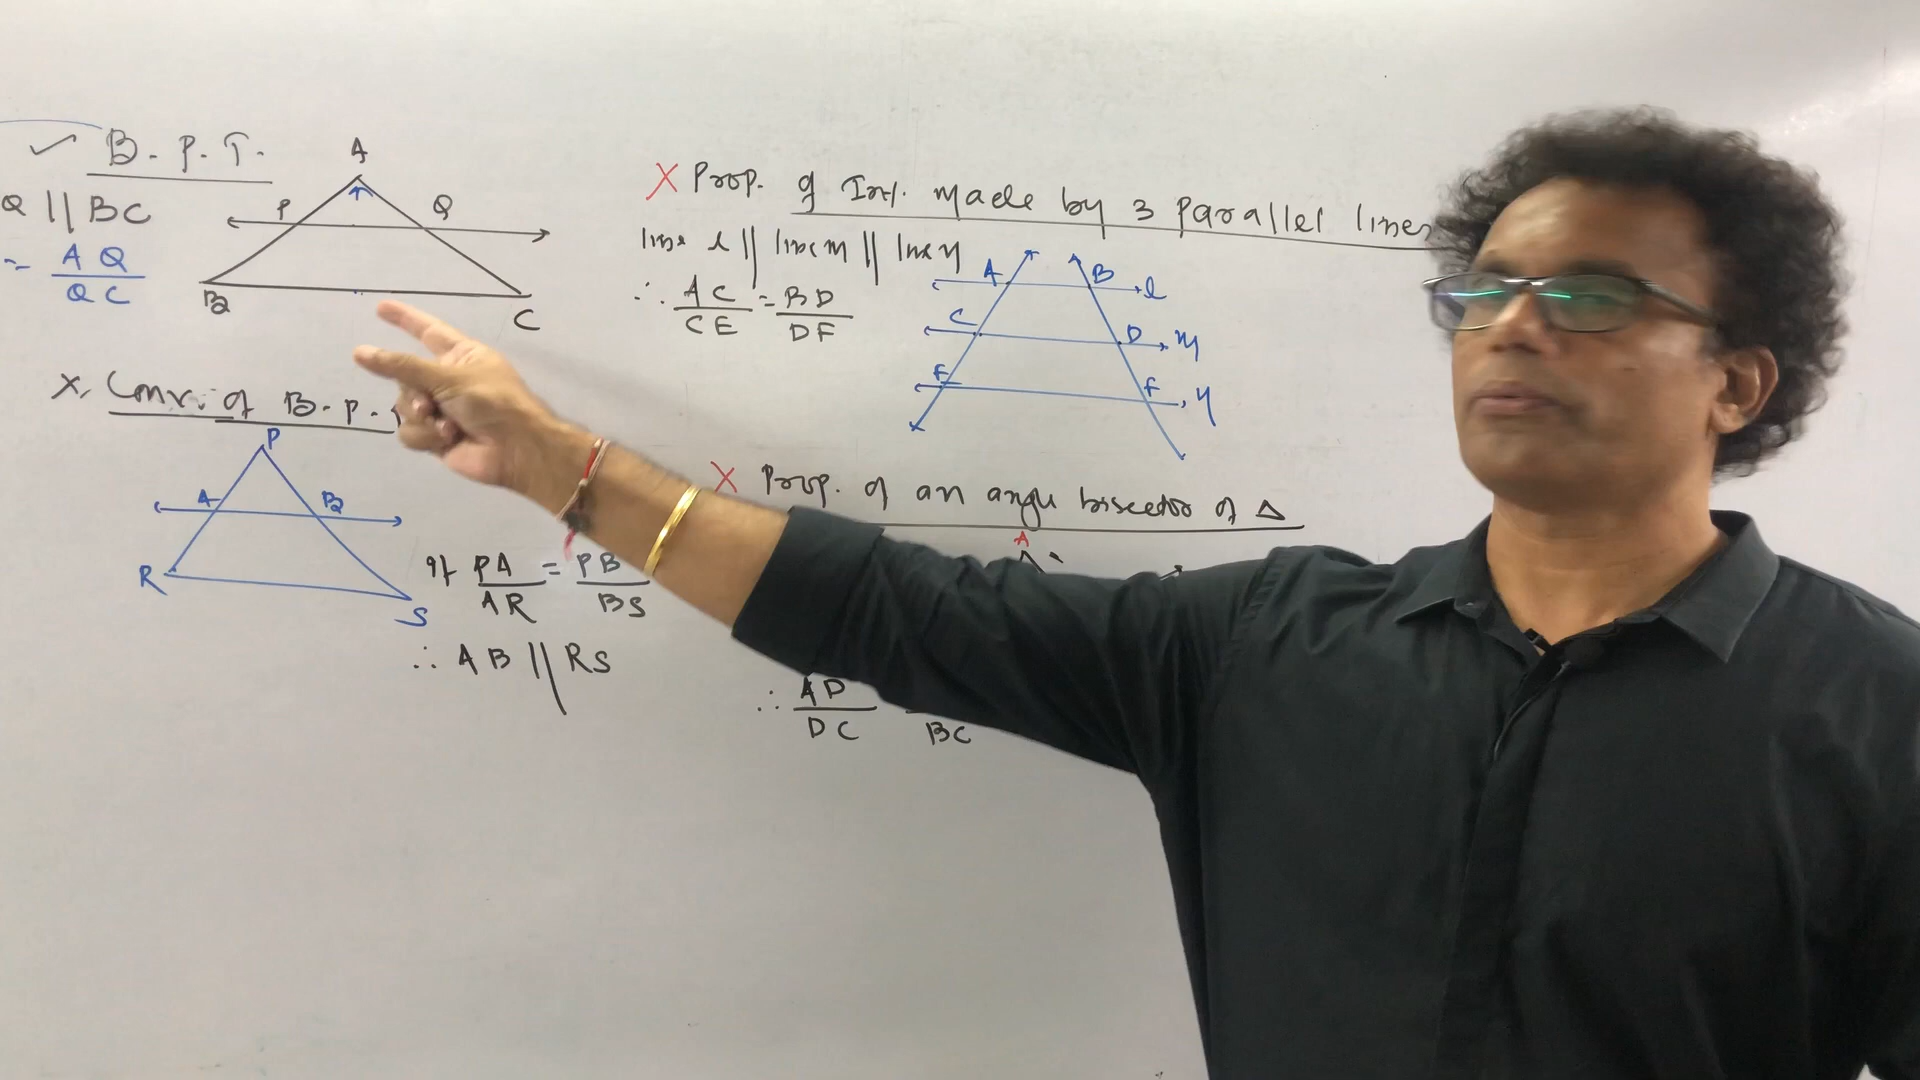 ✓ B.P.T.
Q || BC
= AQ/QC
A
P Q
B C
X. Conv. of B.P.
P
A B
R S
If PA/AR = PB/BS
∴ AB || RS
X Prop. of Int. made by 3 parallel lines
line l || line m || line n
∴ AC/CE = BD/DF
A B l
C D m
E F n
X Prop. of an angle bisector of Δ
A
∴ AD/DC
BC